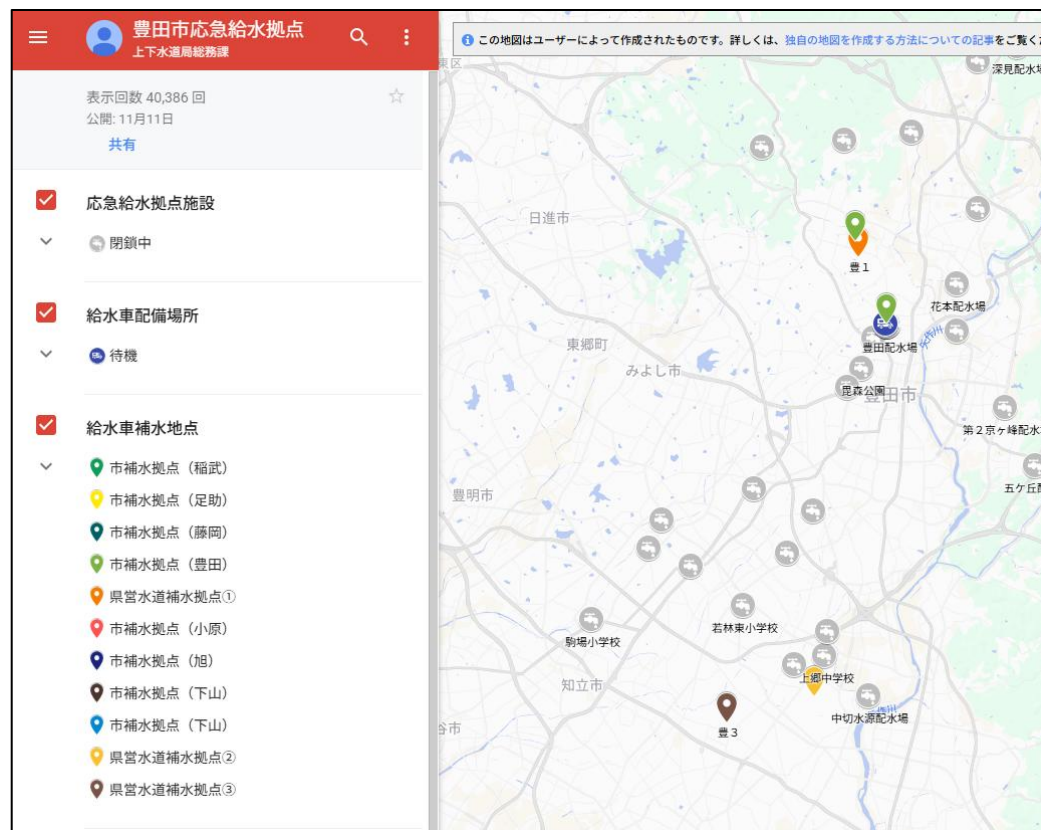 豊田市応急給水拠点
上下水道局総務課
表示回数 40,386 回
公開: 11月11日
共有
応急給水拠点施設
閉鎖中
給水車配備場所
待機
給水車補水地点
市補水拠点（稲武）
市補水拠点（足助）
市補水拠点（藤岡）
市補水拠点（豊田）
県営水道補水拠点①
市補水拠点（小原）
市補水拠点（旭）
市補水拠点（下山）
市補水拠点（下山）
県営水道補水拠点②
県営水道補水拠点③
この地図はユーザーによって作成されたものです。詳しくは、独自の地図を作成する方法についての記事をご覧くだ
東区
深見配水場
日進市
豊1
花本配水場
豊田配水場
東郷町
みよし市
毘森公園
豊田市
第2京ヶ峰配水
豊明市
五ケ丘配
若林東小学校
駒場小学校
上郷中学校
知立市
中切水源配水場
豊3
谷市